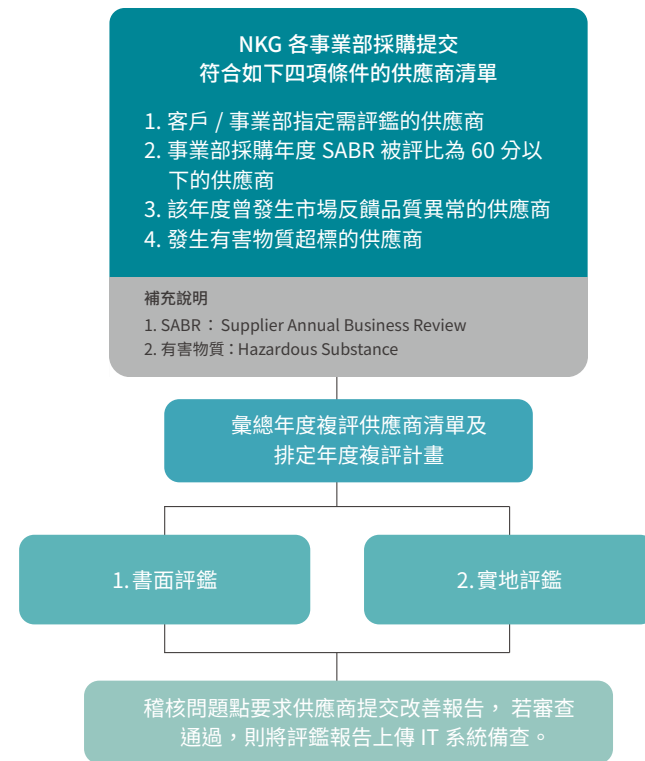 NKG 各事業部採購提交
符合如下四項條件的供應商清單
1. 客戶 / 事業部指定需評鑑的供應商
2. 事業部採購年度 SABR 被評比為 60 分以
下的供應商
3. 該年度曾發生市場反饋品質異常的供應商
4. 發生有害物質超標的供應商
補充說明
1. SABR：Supplier Annual Business Review
2. 有害物質：Hazardous Substance
彙總年度複評供應商清單及
排定年度複評計畫
1.書面評鑑
2.實地評鑑
稽核問題點要求供應商提交改善報告， 若審查
通過，則將評鑑報告上傳 IT 系統備查。